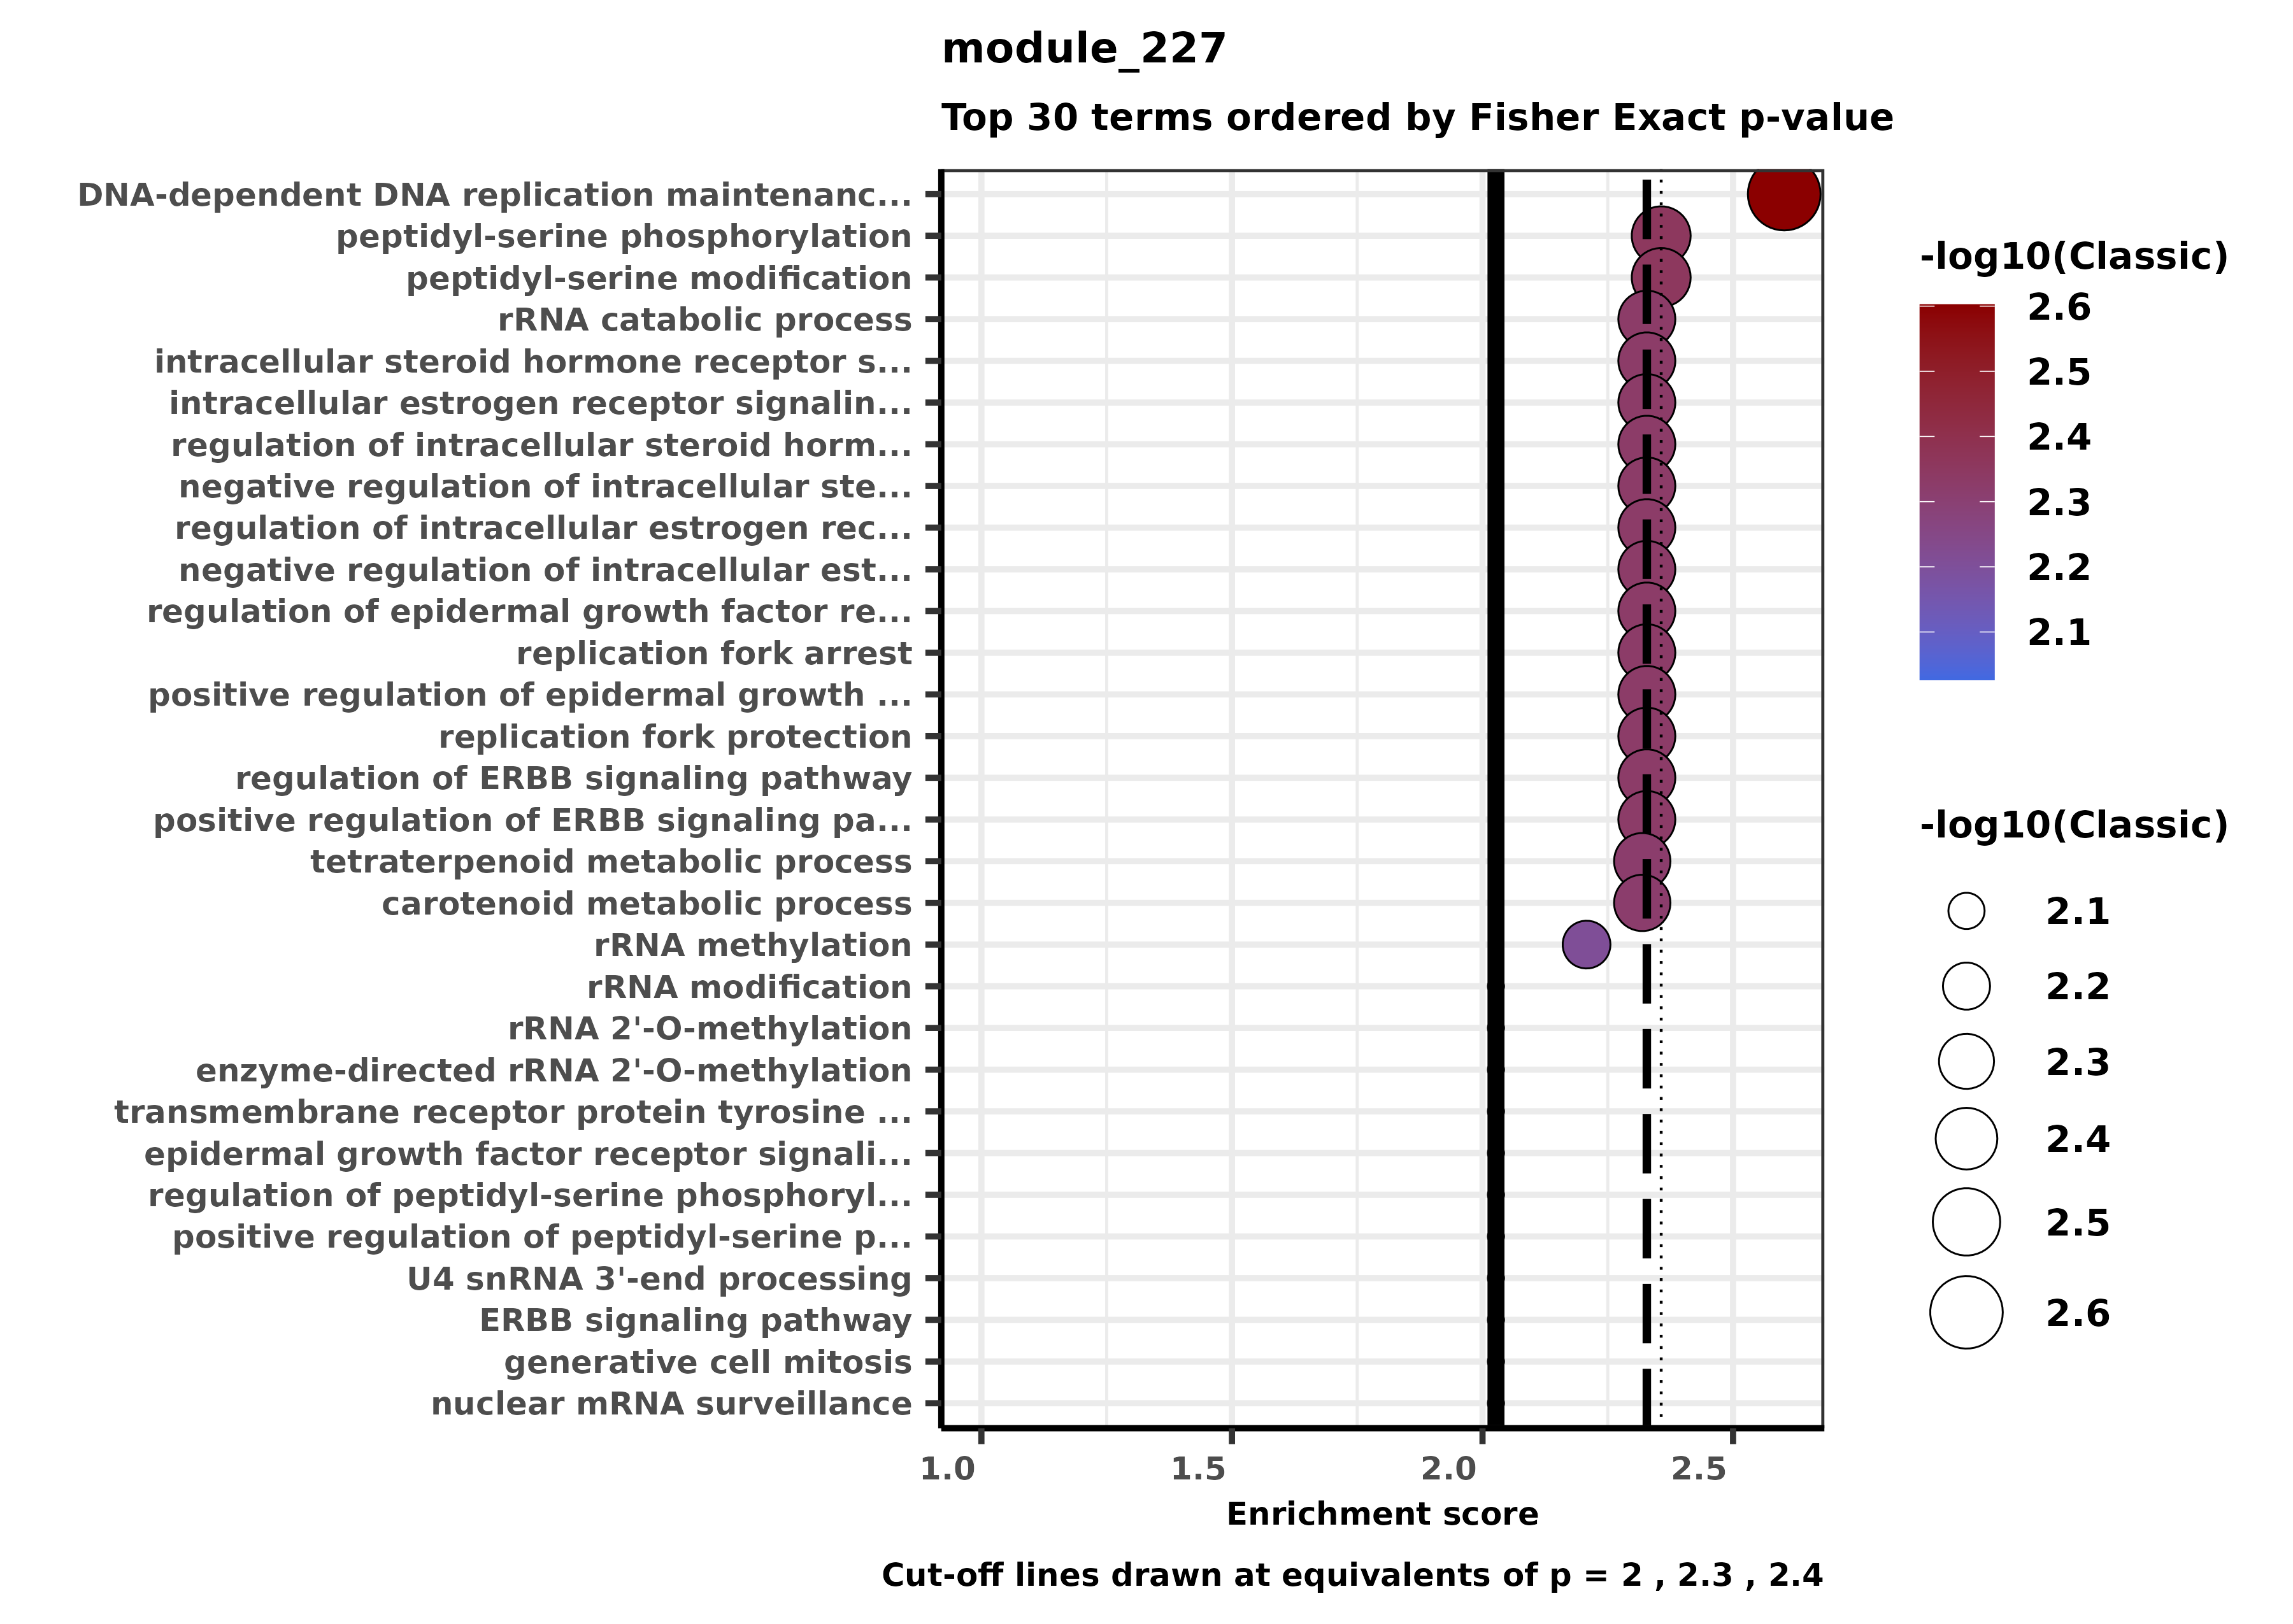 module_227
Top 30 terms ordered by Fisher Exact p-value
DNA-dependent DNA replication maintenanc...
peptidyl-serine phosphorylation
peptidyl-serine modification
rRNA catabolic process
intracellular steroid hormone receptor s...
intracellular estrogen receptor signalin...
regulation of intracellular steroid horm...
negative regulation of intracellular ste...
regulation of intracellular estrogen rec...
negative regulation of intracellular est...
regulation of epidermal growth factor re...
replication fork arrest
positive regulation of epidermal growth ...
replication fork protection
regulation of ERBB signaling pathway
positive regulation of ERBB signaling pa...
tetraterpenoid metabolic process
carotenoid metabolic process
rRNA methylation
rRNA modification
rRNA 2'-O-methylation
enzyme-directed rRNA 2'-O-methylation
transmembrane receptor protein tyrosine ...
epidermal growth factor receptor signali...
regulation of peptidyl-serine phosphoryl...
positive regulation of peptidyl-serine p...
U4 snRNA 3'-end processing
ERBB signaling pathway
generative cell mitosis
nuclear mRNA surveillance
1.0 1.5 2.0 2.5
Enrichment score
Cut-off lines drawn at equivalents of p = 2 , 2.3 , 2.4
-log10(Classic)
2.6
2.5
2.4
2.3
2.2
2.1
-log10(Classic)
2.1
2.2
2.3
2.4
2.5
2.6